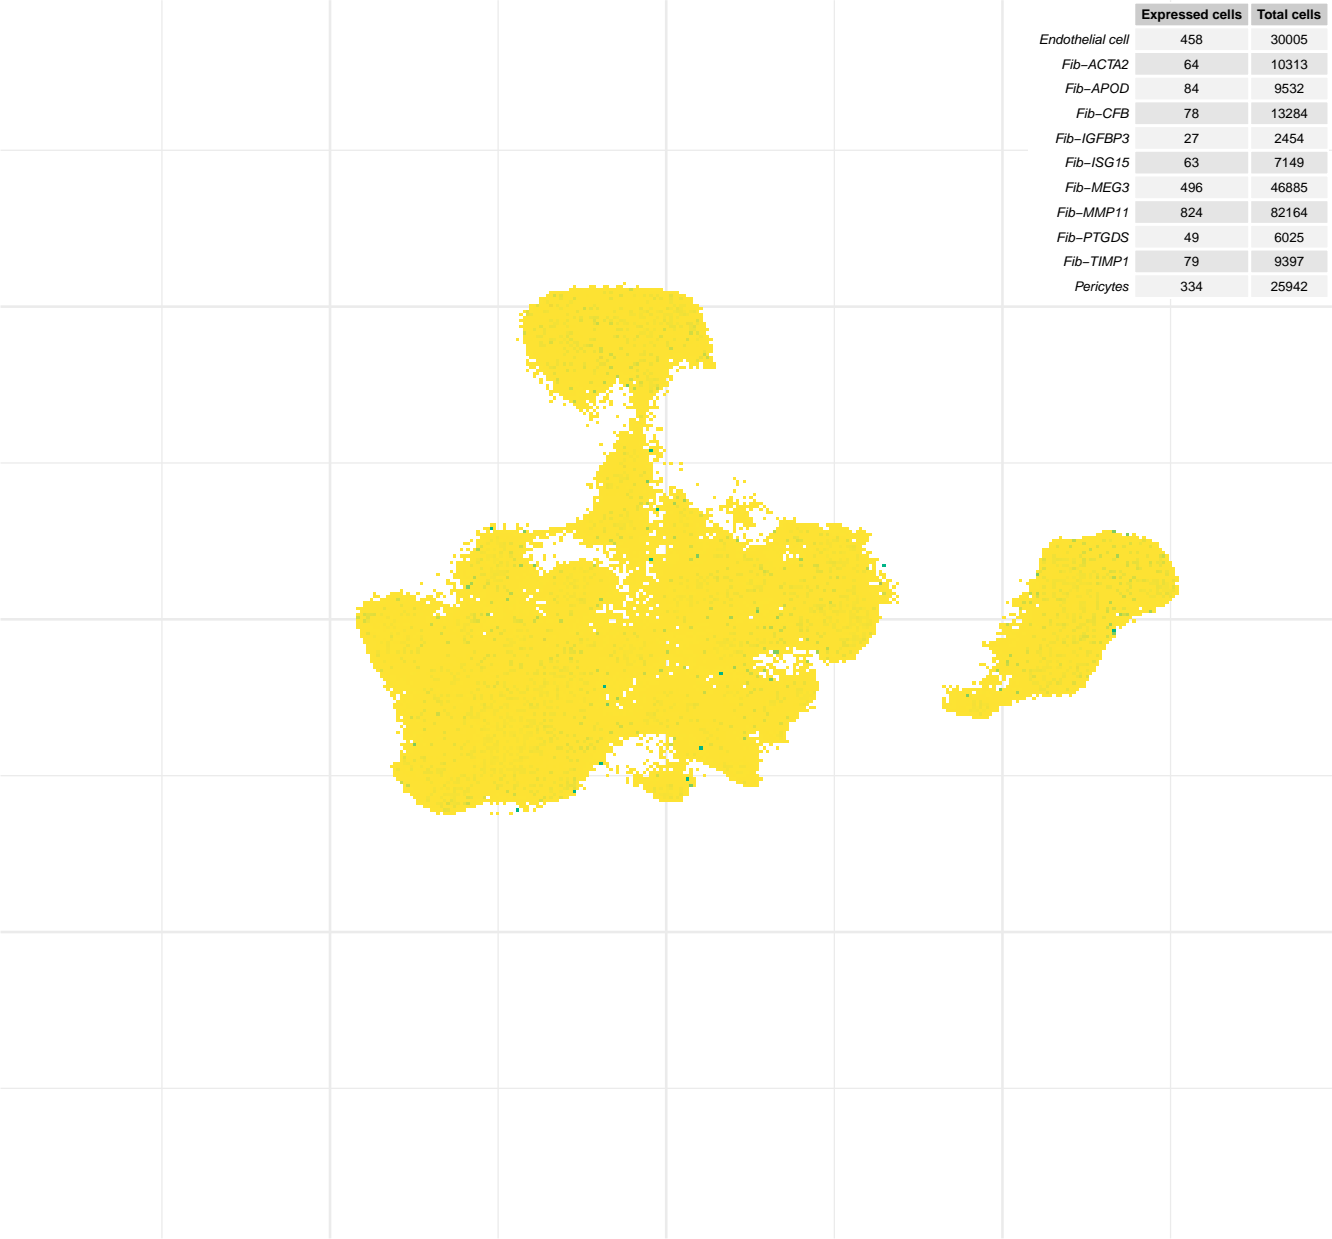 Expressed cells Total cells
Endothelial cell 458 30005
Fib−ACTA2 64 10313
Fib−APOD 84 9532
Fib−CFB 78 13284
Fib−IGFBP3 27 2454
Fib−ISG15 63 7149
Fib−MEG3 496 46885
Fib−MMP11 824 82164
Fib−PTGDS 49 6025
Fib−TIMP1 79 9397
Pericytes 334 25942